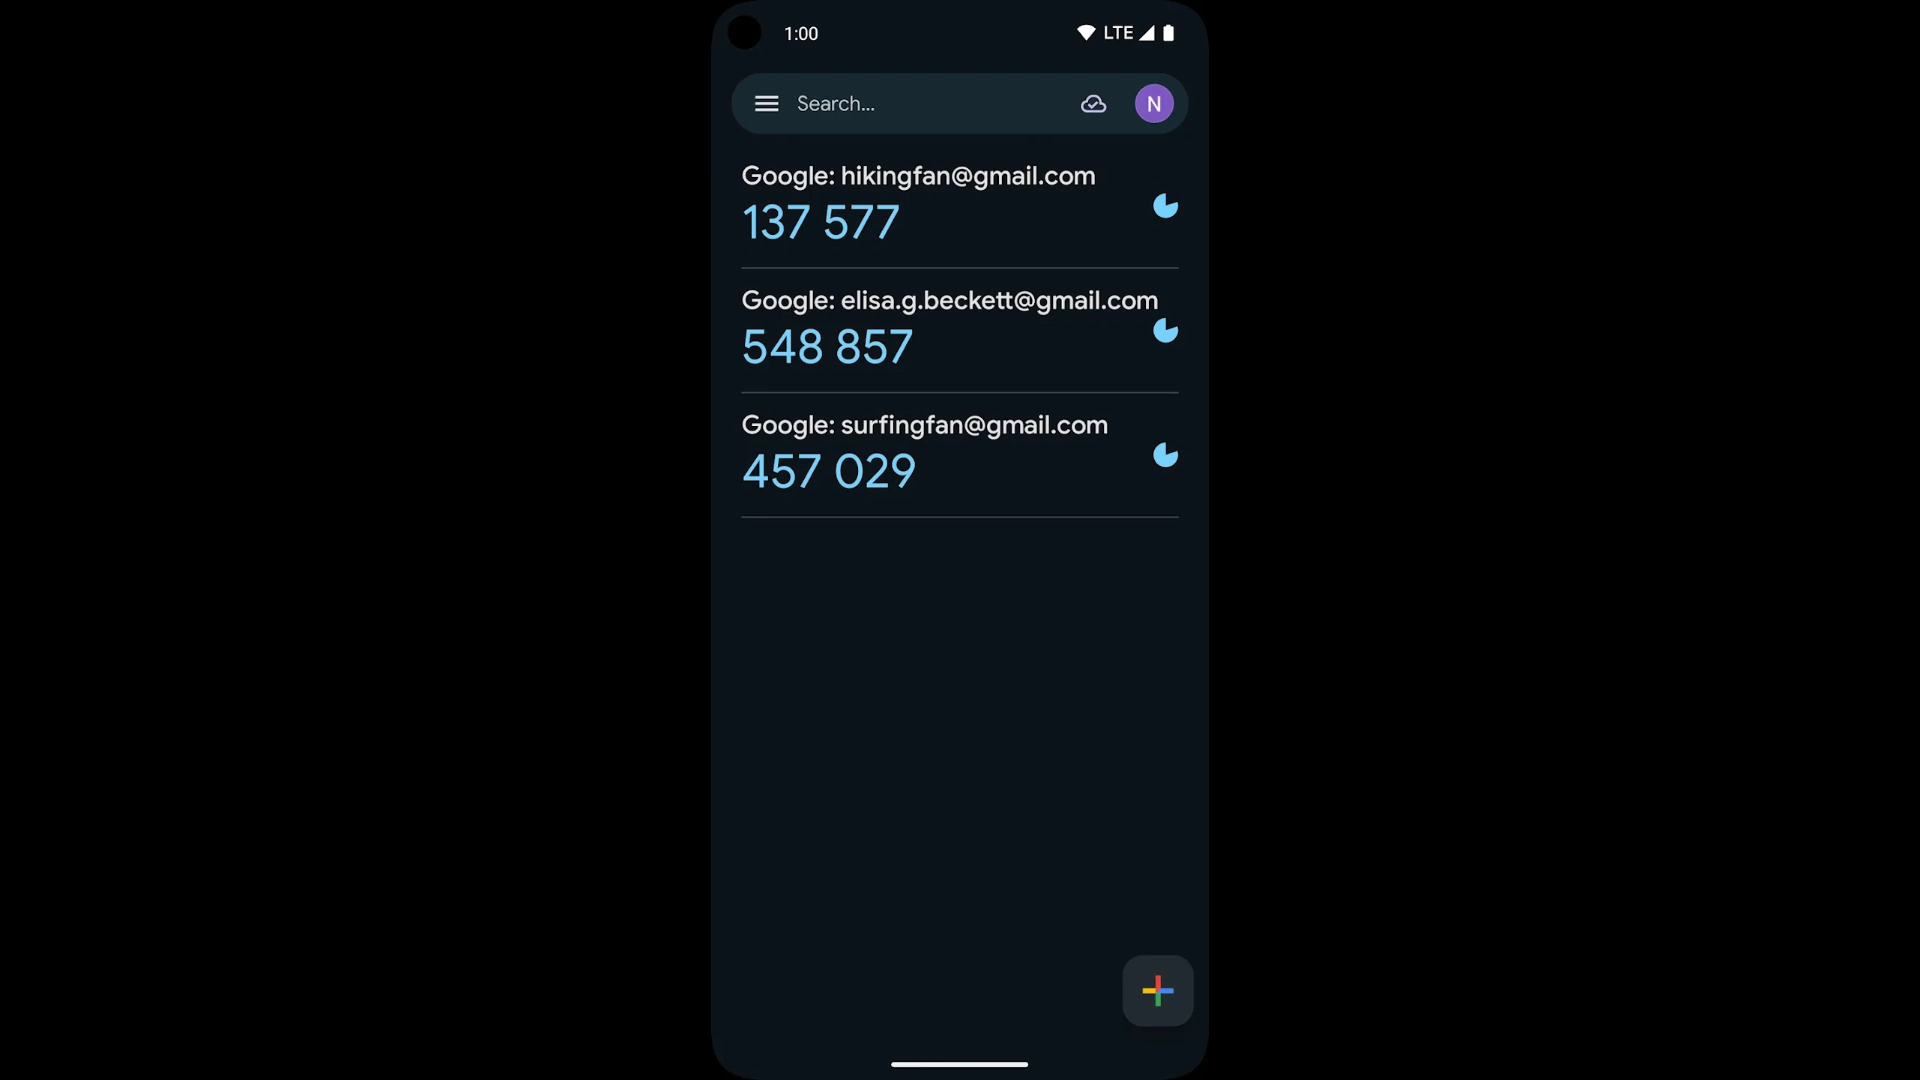 1:00
LTE
Search...
N
Google: hikingfan@gmail.com
137 577
Google: elisa.g.beckett@gmail.com
548 857
Google: surfingfan@gmail.com
457 029